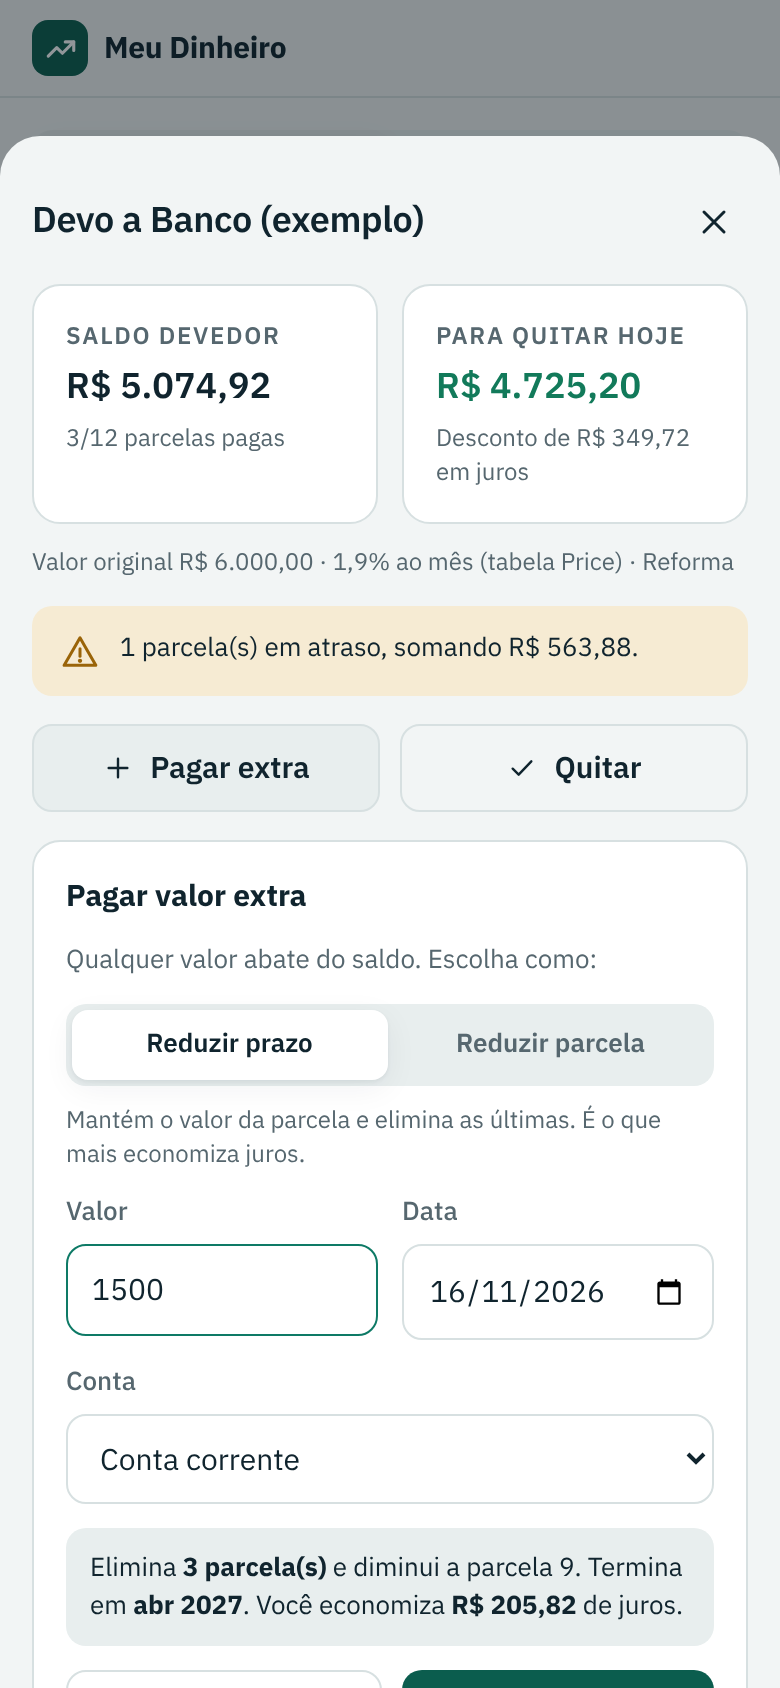 Meu Dinheiro
Devo a Banco (exemplo)
SALDO DEVEDOR
R$ 5.074,92
3/12 parcelas pagas
PARA QUITAR HOJE
R$ 4.725,20
Desconto de R$ 349,72
em juros
Valor original R$ 6.000,00 · 1,9% ao mês (tabela Price) · Reforma
1 parcela(s) em atraso, somando R$ 563,88.
Pagar extra
Quitar
Pagar valor extra
Qualquer valor abate do saldo. Escolha como:
Reduzir prazo
Reduzir parcela
Mantém o valor da parcela e elimina as últimas. É o que
mais economiza juros.
Valor
Data
1500
16/11/2026
Conta
Conta corrente
Elimina 3 parcela(s) e diminui a parcela 9. Termina
em abr 2027. Você economiza R$ 205,82 de juros.